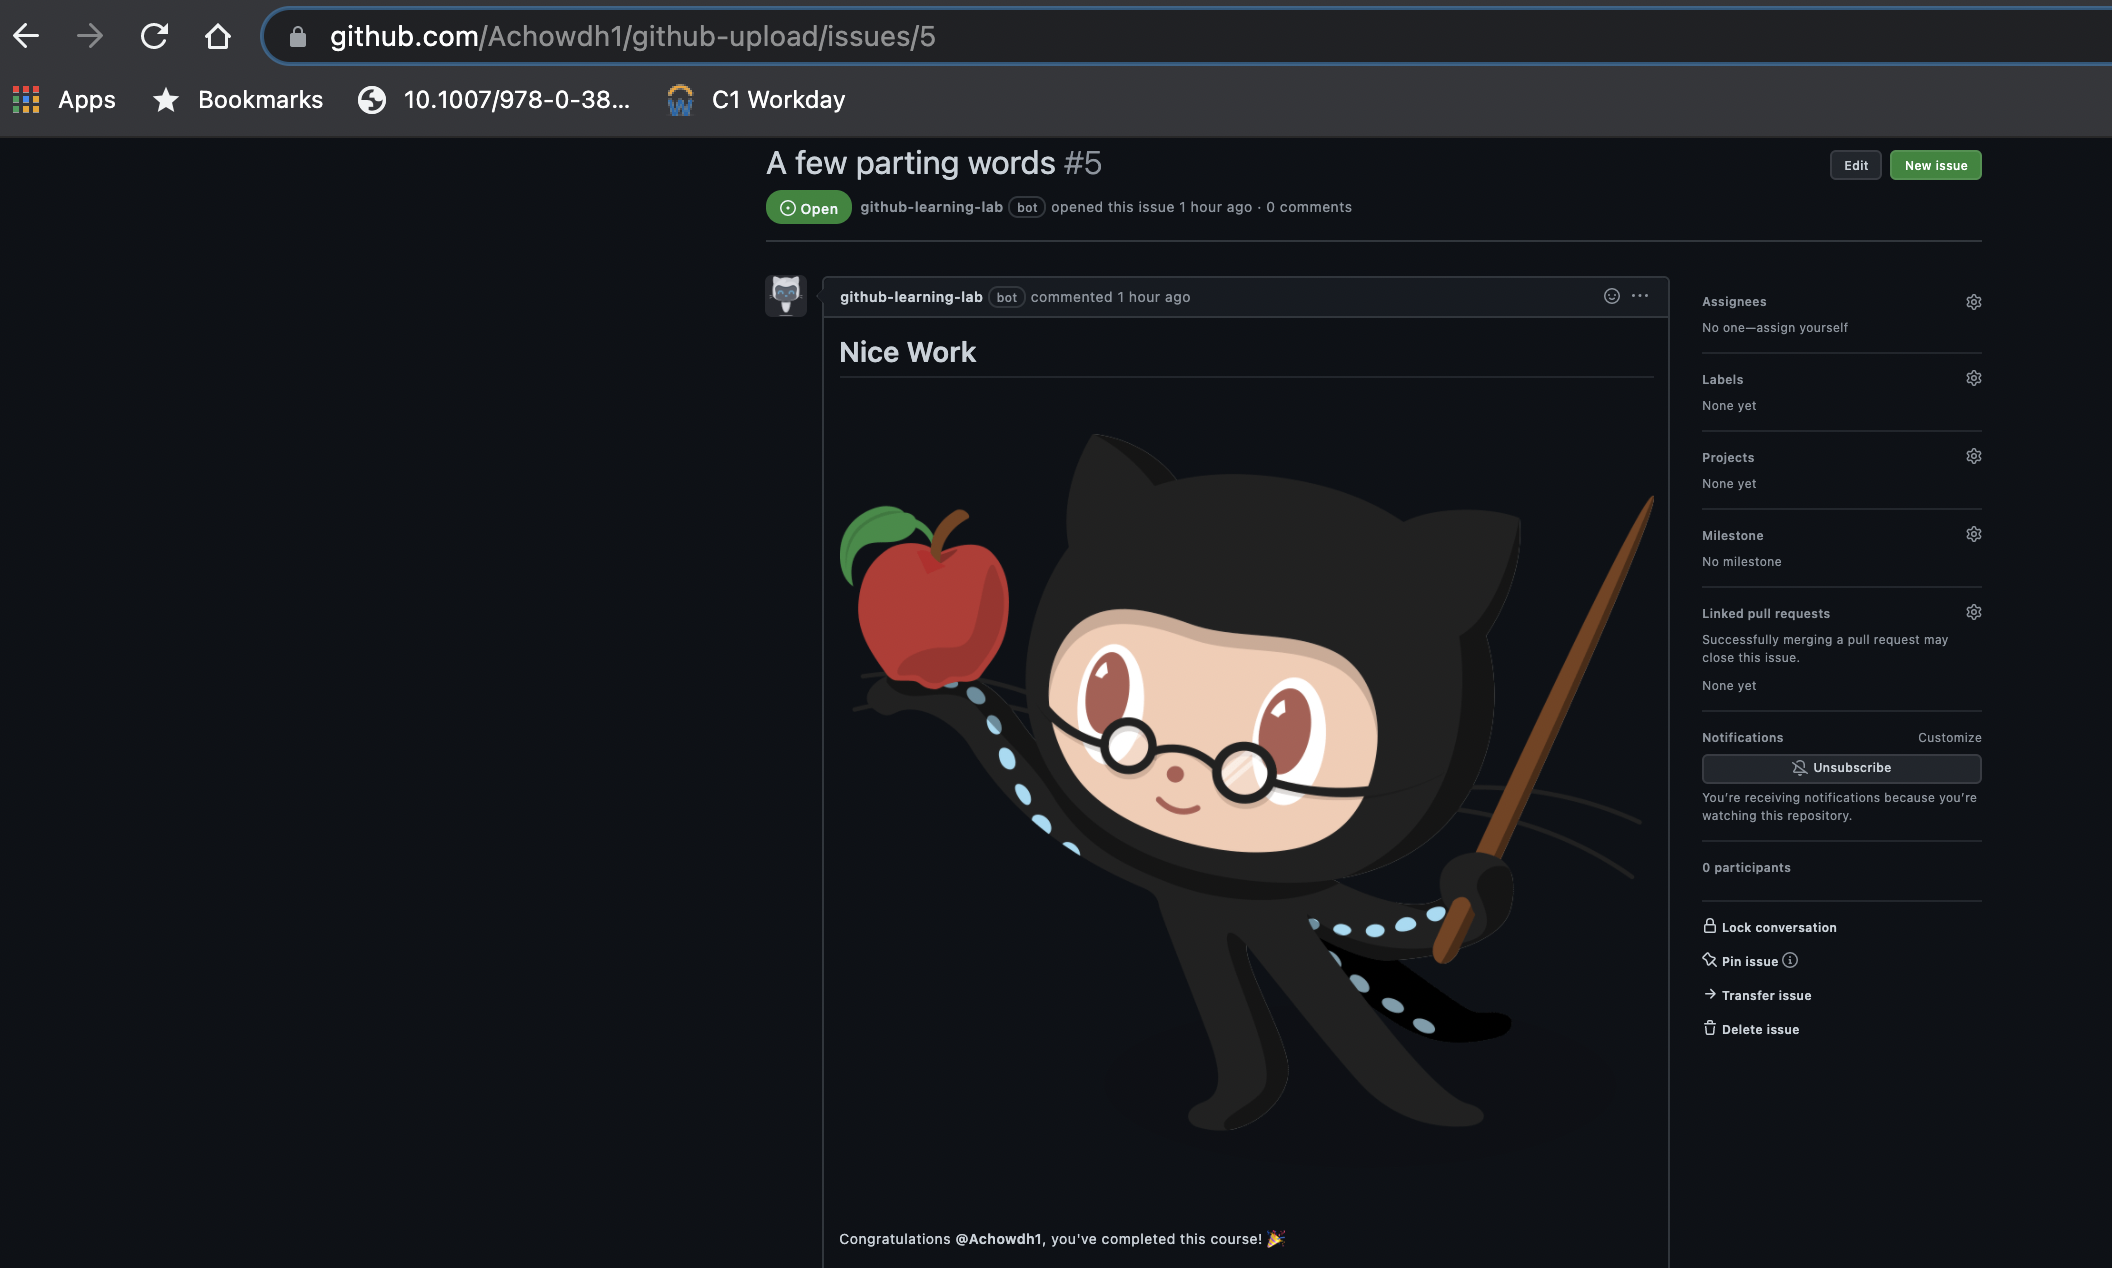 github.com/Achowdh1/github-upload/issues/5
Apps Bookmarks 10.1007/978-0-38... C1 Workday
A few parting words #5
Edit New issue
Open github-learning-lab bot opened this issue 1 hour ago · 0 comments
github-learning-lab bot commented 1 hour ago
Nice Work
Congratulations @Achowdh1, you've completed this course! 🎉
Assignees
No one—assign yourself
Labels
None yet
Projects
None yet
Milestone
No milestone
Linked pull requests
Successfully merging a pull request may
close this issue.
None yet
Notifications Customize
Unsubscribe
You're receiving notifications because you're
watching this repository.
0 participants
Lock conversation
Pin issue
Transfer issue
Delete issue